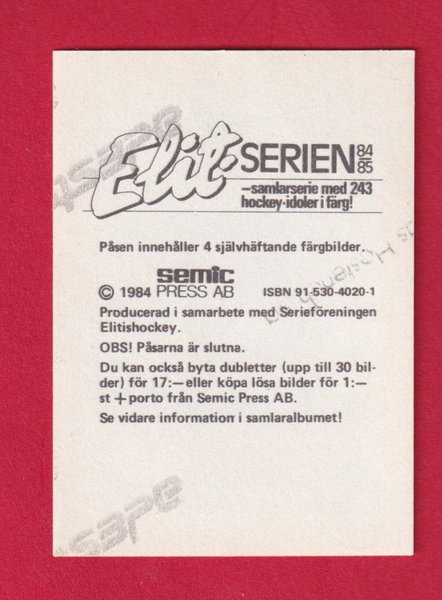 Elit-SERIEN 84 85
–samlarserie med 243
hockey-idoler i färg!
Påsen innehåller 4 självhäftande färgbilder.
semic
© 1984 PRESS AB ISBN 91-530-4020-1
Producerad i samarbete med Serieföreningen
Elitishockey.
OBS! Påsarna är slutna.
Du kan också byta dubletter (upp till 30 bil-
der) för 17:— eller köpa lösa bilder för 1:—
st + porto från Semic Press AB.
Se vidare information i samlaralbumet!